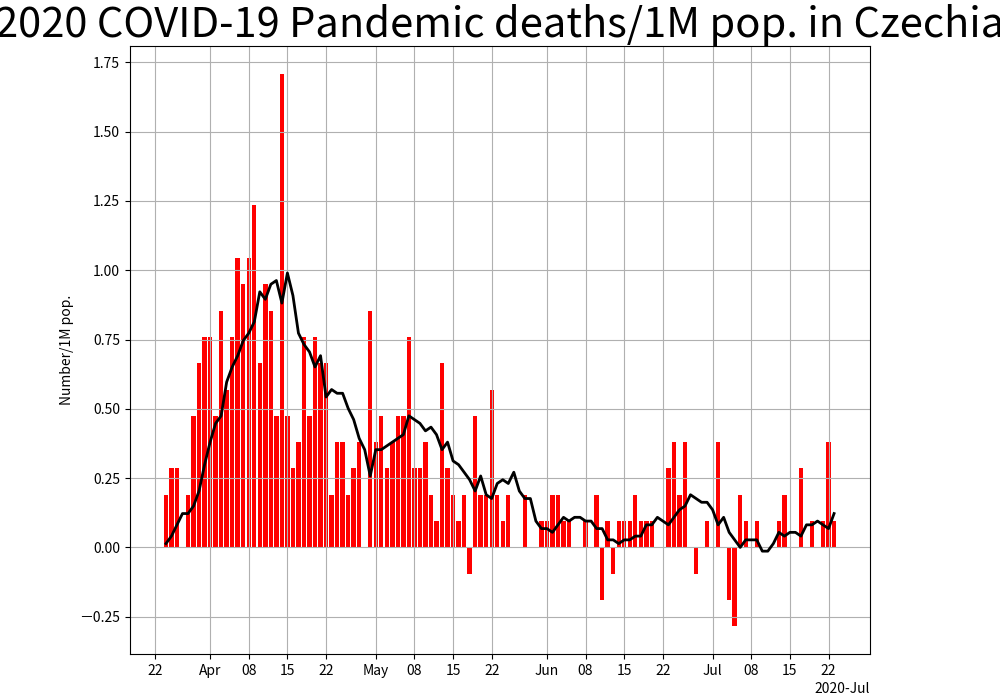 2020 COVID-19 Pandemic deaths/1M pop. in Czechia
1.75
1.50
1.25
1.00
0.75
0.50
0.25
0.00
−0.25
Number/1M pop.
22 Apr 08 15 22 May 08 15 22 Jun 08 15 22 Jul 08 15 22
2020-Jul